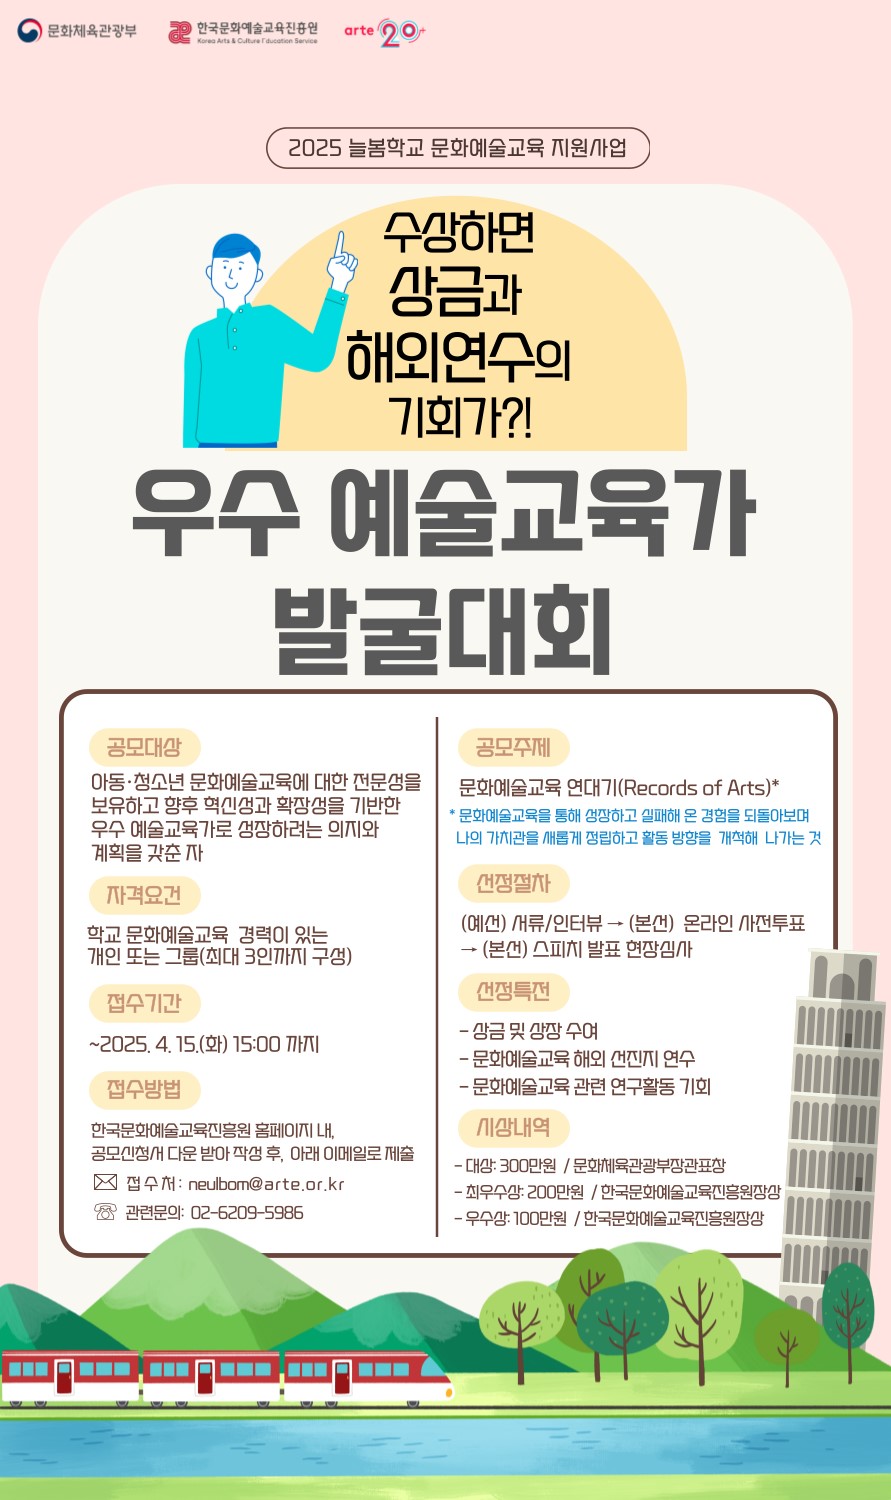 문화체육관광부
한국문화예술교육진흥원
Korea Arts & Culture Education Service
arte 20+
2025 늘봄학교 문화예술교육 지원사업
수상하면
상금과
해외연수의
기회가?!
우수 예술교육가
발굴대회
공모대상
아동·청소년 문화예술교육에 대한 전문성을
보유하고 향후 혁신성과 확장성을 기반한
우수 예술교육가로 성장하려는 의지와
계획을 갖춘 자
자격요건
학교 문화예술교육 경력이 있는
개인 또는 그룹(최대 3인까지 구성)
접수기간
~2025. 4. 15.(화) 15:00 까지
접수방법
한국문화예술교육진흥원 홈페이지 내,
공모신청서 다운 받아 작성 후, 아래 이메일로 제출
접수처: neulbom@arte.or.kr
관련문의: 02-6209-5986
공모주제
문화예술교육 연대기(Records of Arts)*
* 문화예술교육을 통해 성장하고 실패해 온 경험을 되돌아보며
나의 가치관을 새롭게 정립하고 활동 방향을 개척해 나가는 것
선정절차
(예선) 서류/인터뷰 → (본선) 온라인 사전투표
→ (본선) 스피치 발표 현장심사
선정특전
- 상금 및 상장 수여
- 문화예술교육 해외 선진지 연수
- 문화예술교육 관련 연구활동 기회
시상내역
- 대상: 300만원 / 문화체육관광부장관표창
- 최우수상: 200만원 / 한국문화예술교육진흥원장상
- 우수상: 100만원 / 한국문화예술교육진흥원장상